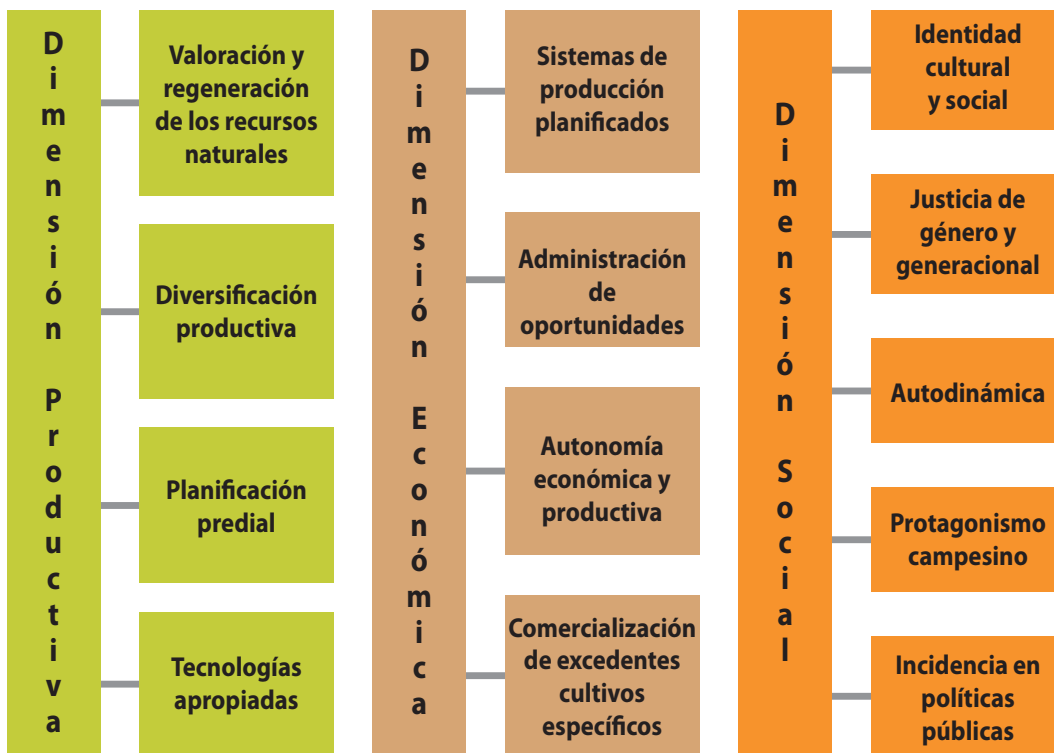 Dimensión Productiva
Valoración y
regeneración
de los recursos
naturales
Diversificación
productiva
Planificación
predial
Tecnologías
apropiadas
Dimensión Económica
Sistemas de
producción
planificados
Administración
de
oportunidades
Autonomía
económica y
productiva
Comercialización
de excedentes
cultivos
específicos
Dimensión Social
Identidad
cultural
y social
Justicia de
género y
generacional
Autodinámica
Protagonismo
campesino
Incidencia en
políticas
públicas